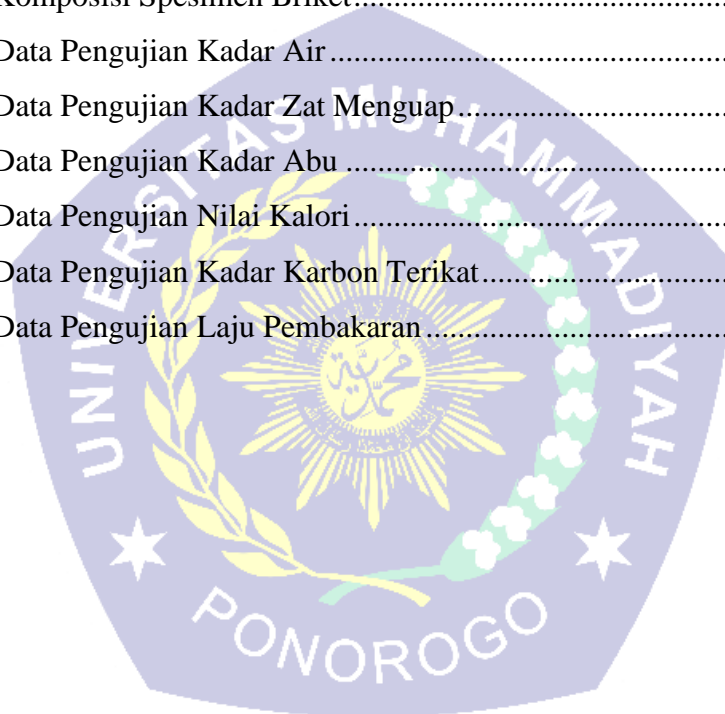 Komposisi Spesimen Briket................................................
Data Pengujian Kadar Air ................................................
Data Pengujian Kadar Zat Menguap................................................
Data Pengujian Kadar Abu ................................................
Data Pengujian Nilai Kalori................................................
Data Pengujian Kadar Karbon Terikat................................................
Data Pengujian Laju Pembakaran ................................................
UNIVERSITAS MUHAMMADIYAH
PONOROGO